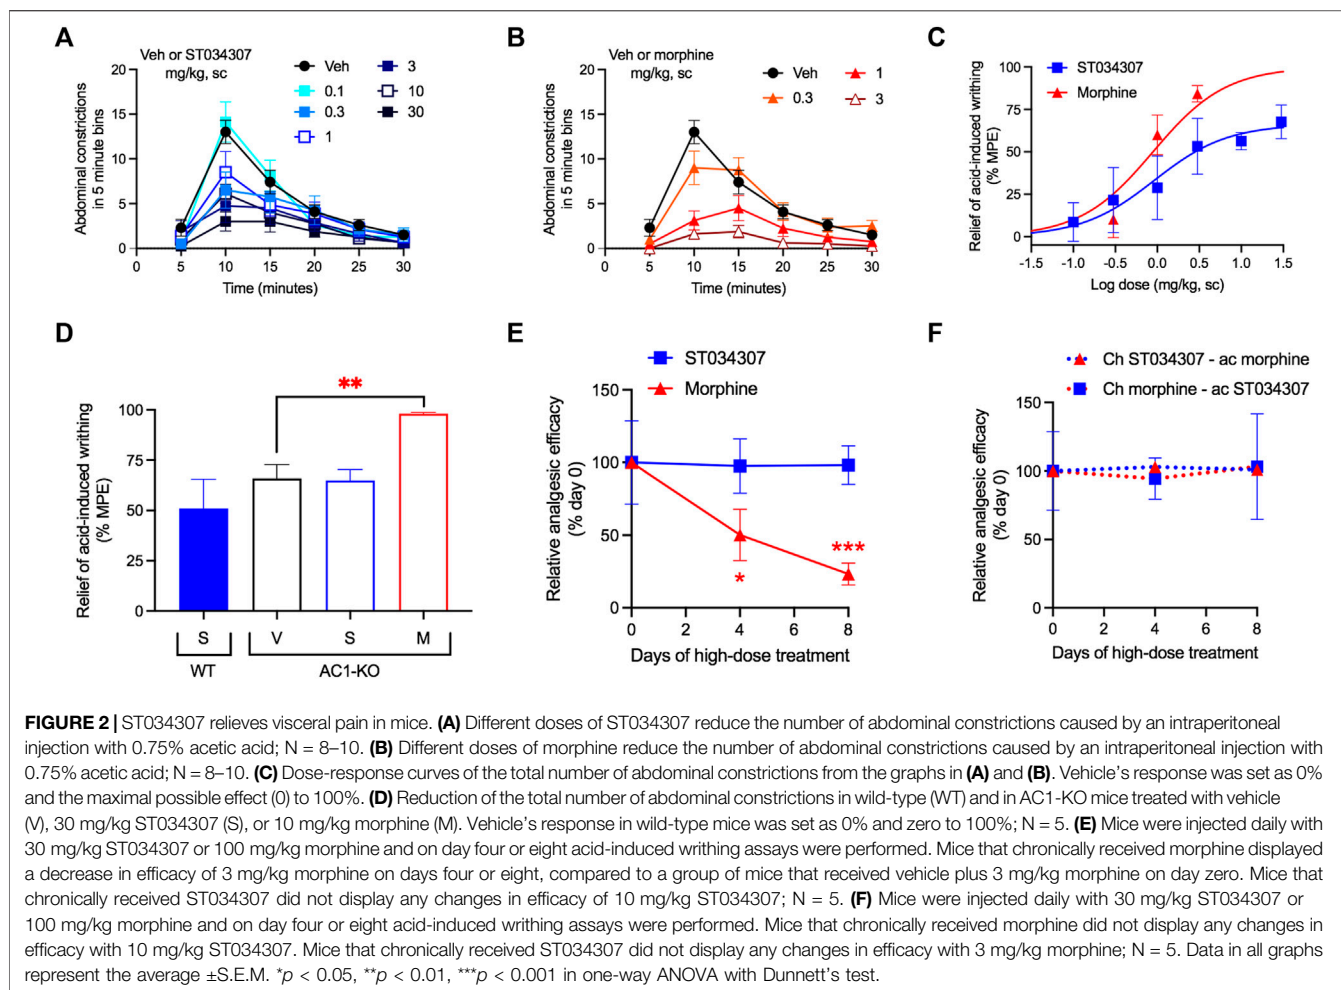 A
Veh or ST034307
mg/kg, sc
Veh
0.1
0.3
1
3
10
30
Abdominal constrictions
in 5 minute bins
20
15
10
5
0
0 5 10 15 20 25 30
Time (minutes)
B
Veh or morphine
mg/kg, sc
Veh
0.3
1
3
Abdominal constrictions
in 5 minute bins
20
15
10
5
0
0 5 10 15 20 25 30
Time (minutes)
C
ST034307
Morphine
Relief of acid-induced writhing
(% MPE)
100
75
50
25
0
-1.5 -1.0 -0.5 0.0 0.5 1.0 1.5
Log dose (mg/kg, sc)
D
**
Relief of acid-induced writhing
(% MPE)
100
75
50
25
0
S V S M
WT AC1-KO
E
ST034307
Morphine
Relative analgesic efficacy
(% day 0)
150
100
50
0
*
***
0 2 4 6 8
Days of high-dose treatment
F
Ch ST034307 - ac morphine
Ch morphine - ac ST034307
Relative analgesic efficacy
(% day 0)
150
100
50
0
0 2 4 6 8
Days of high-dose treatment
FIGURE 2 | ST034307 relieves visceral pain in mice. (A) Different doses of ST034307 reduce the number of abdominal constrictions caused by an intraperitoneal
injection with 0.75% acetic acid; N = 8–10. (B) Different doses of morphine reduce the number of abdominal constrictions caused by an intraperitoneal injection with
0.75% acetic acid; N = 8–10. (C) Dose-response curves of the total number of abdominal constrictions from the graphs in (A) and (B). Vehicle's response was set as 0%
and the maximal possible effect (0) to 100%. (D) Reduction of the total number of abdominal constrictions in wild-type (WT) and in AC1-KO mice treated with vehicle
(V), 30 mg/kg ST034307 (S), or 10 mg/kg morphine (M). Vehicle's response in wild-type mice was set as 0% and zero to 100%; N = 5. (E) Mice were injected daily with
30 mg/kg ST034307 or 100 mg/kg morphine and on day four or eight acid-induced writhing assays were performed. Mice that chronically received morphine displayed
a decrease in efficacy of 3 mg/kg morphine on days four or eight, compared to a group of mice that received vehicle plus 3 mg/kg morphine on day zero. Mice that
chronically received ST034307 did not display any changes in efficacy of 10 mg/kg ST034307; N = 5. (F) Mice were injected daily with 30 mg/kg ST034307 or
100 mg/kg morphine and on day four or eight acid-induced writhing assays were performed. Mice that chronically received morphine did not display any changes in
efficacy with 10 mg/kg ST034307. Mice that chronically received ST034307 did not display any changes in efficacy with 3 mg/kg morphine; N = 5. Data in all graphs
represent the average ±S.E.M. *p < 0.05, **p < 0.01, ***p < 0.001 in one-way ANOVA with Dunnett's test.